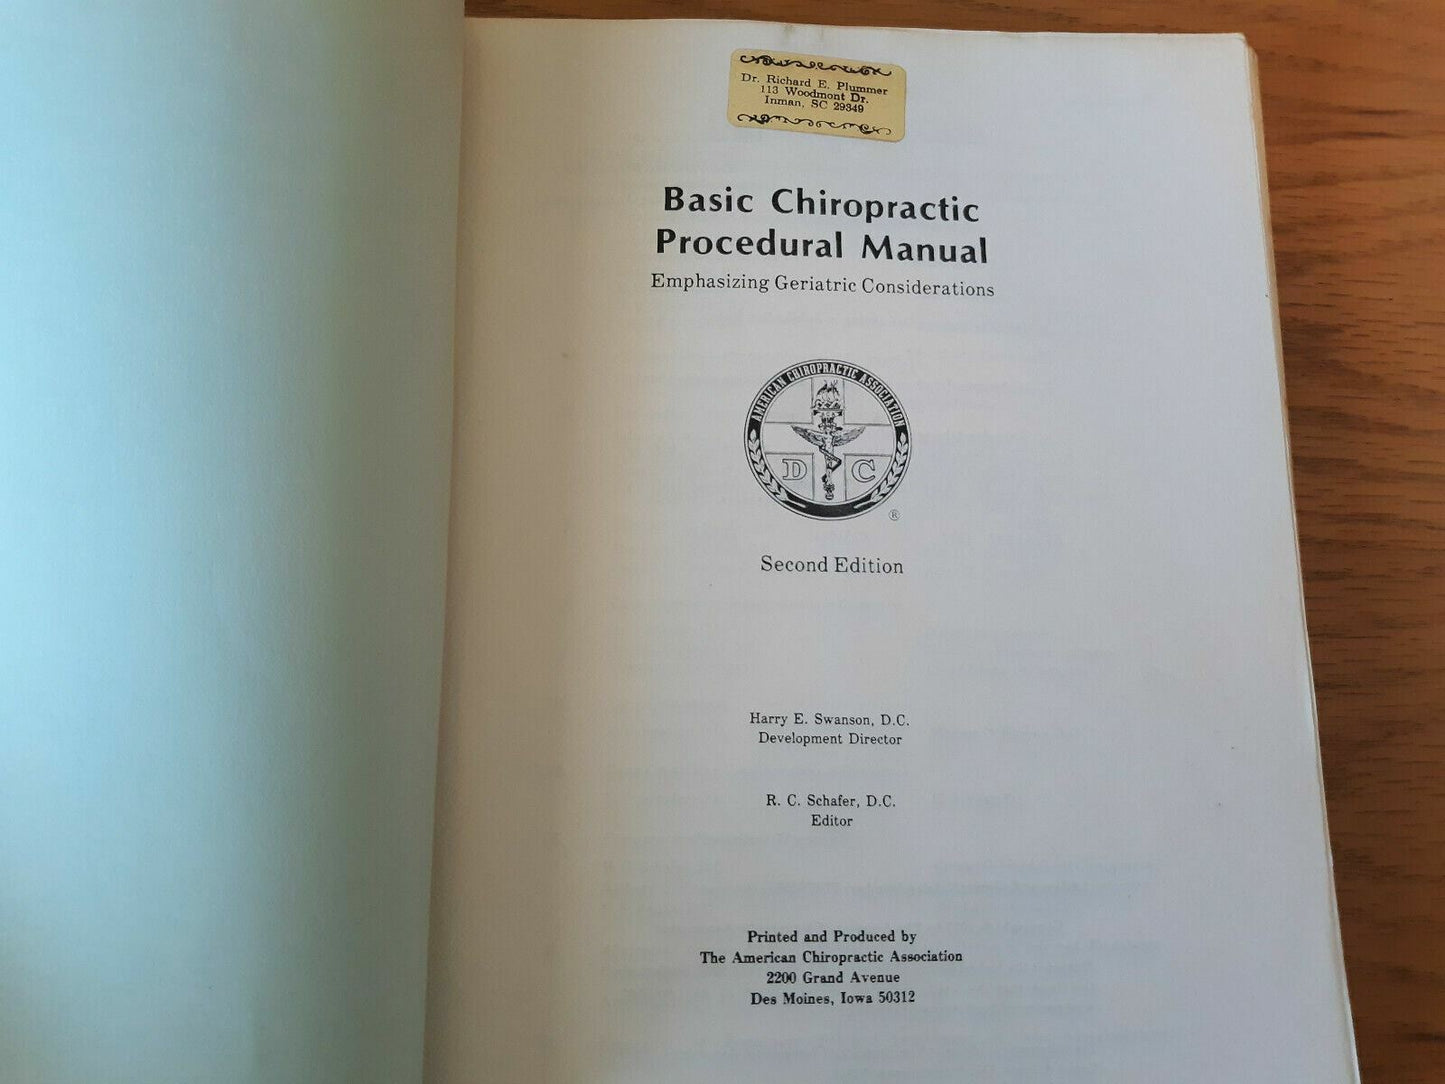 Dr. Richard E. Plummer
113 Woodmont Dr.
Inman, SC 29349
Basic Chiropractic
Procedural Manual
Emphasizing Geriatric Considerations
AMERICAN CHIROPRACTIC ASSOCIATION
D C
®
Second Edition
Harry E. Swanson, D.C.
Development Director
R. C. Schafer, D.C.
Editor
Printed and Produced by
The American Chiropractic Association
2200 Grand Avenue
Des Moines, Iowa 50312